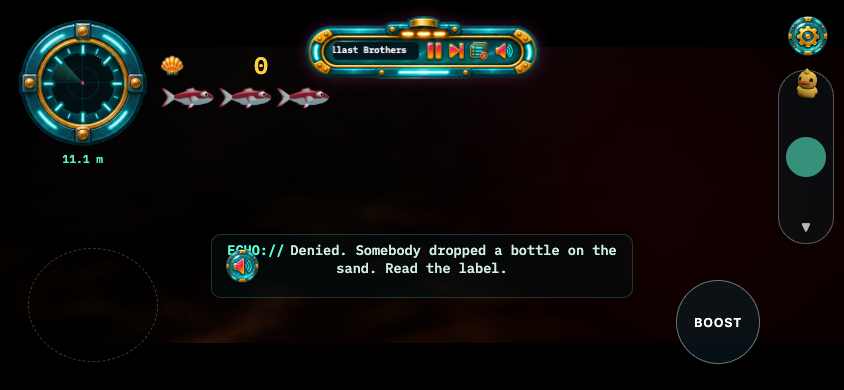 llast Brothers
0
11.1 m
ECHO:// Denied. Somebody dropped a bottle on the
sand. Read the label.
BOOST